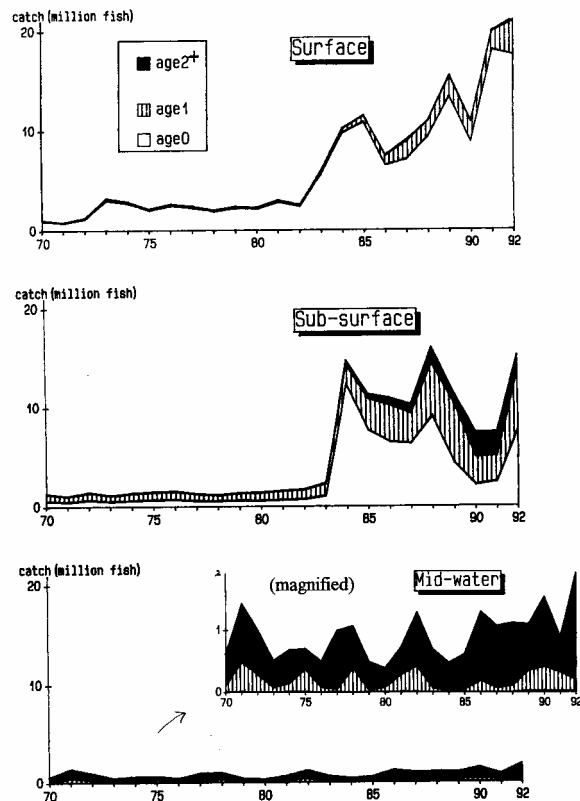 catch (million fish)
20
Surface
age2+
age1
age0
10
0
70 75 80 85 90 92
catch (million fish)
20
Sub-surface
10
0
70 75 80 85 90 92
catch (million fish)
20
2
(magnified)
Mid-water
1
0
70 75 80 85 90 92
10
0
70 75 80 85 90 92